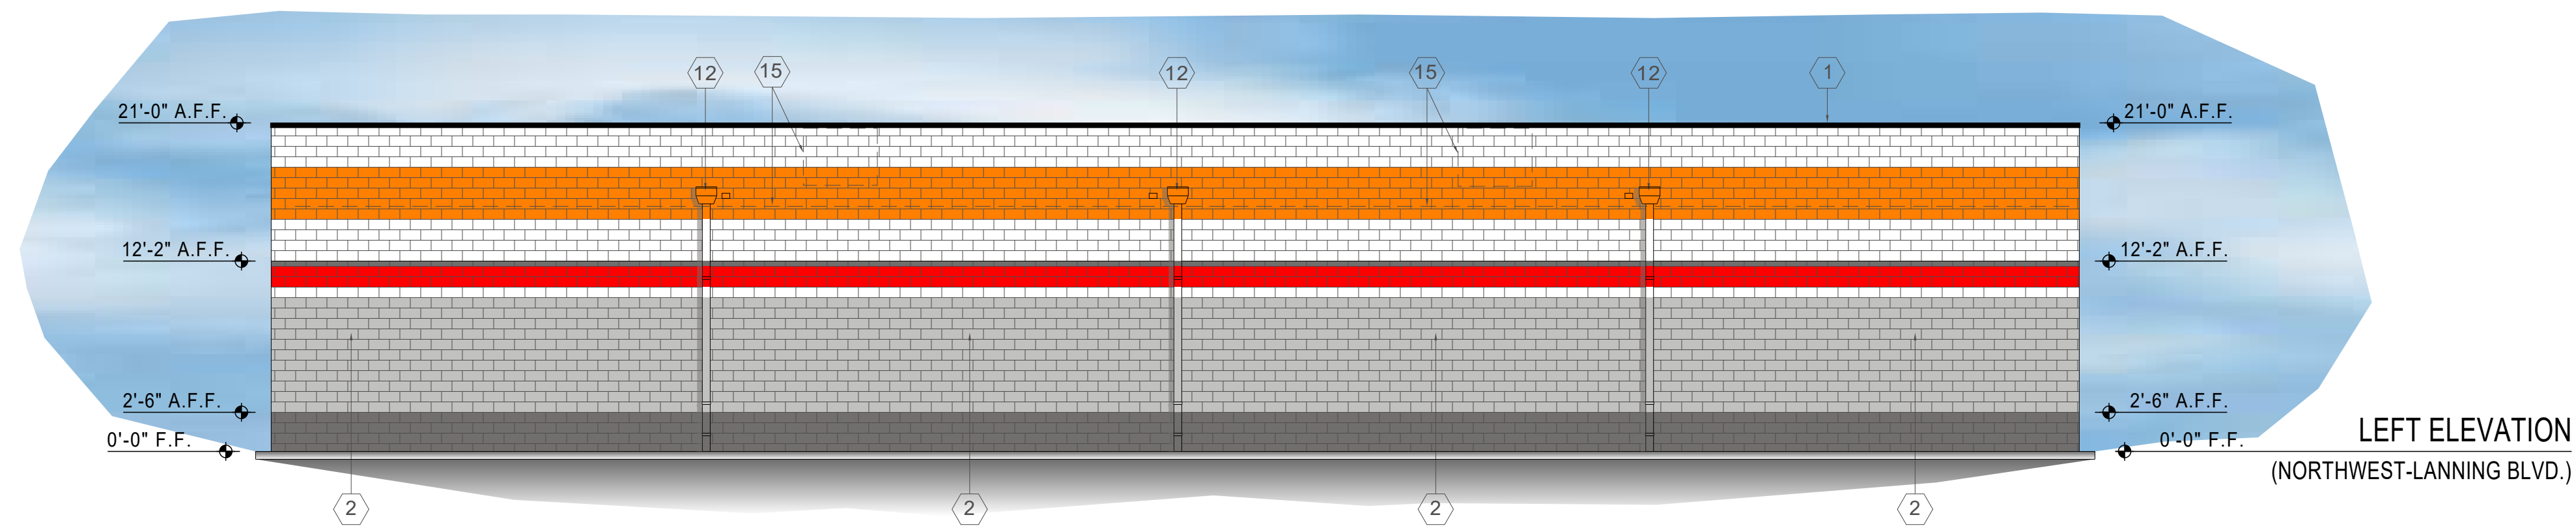 12 15 12 15 12 1
21'-0" A.F.F. 21'-0" A.F.F.
12'-2" A.F.F. 12'-2" A.F.F.
2'-6" A.F.F. 2'-6" A.F.F.
0'-0" F.F. 0'-0" F.F.
LEFT ELEVATION
(NORTHWEST-LANNING BLVD.)
2 2 2 2